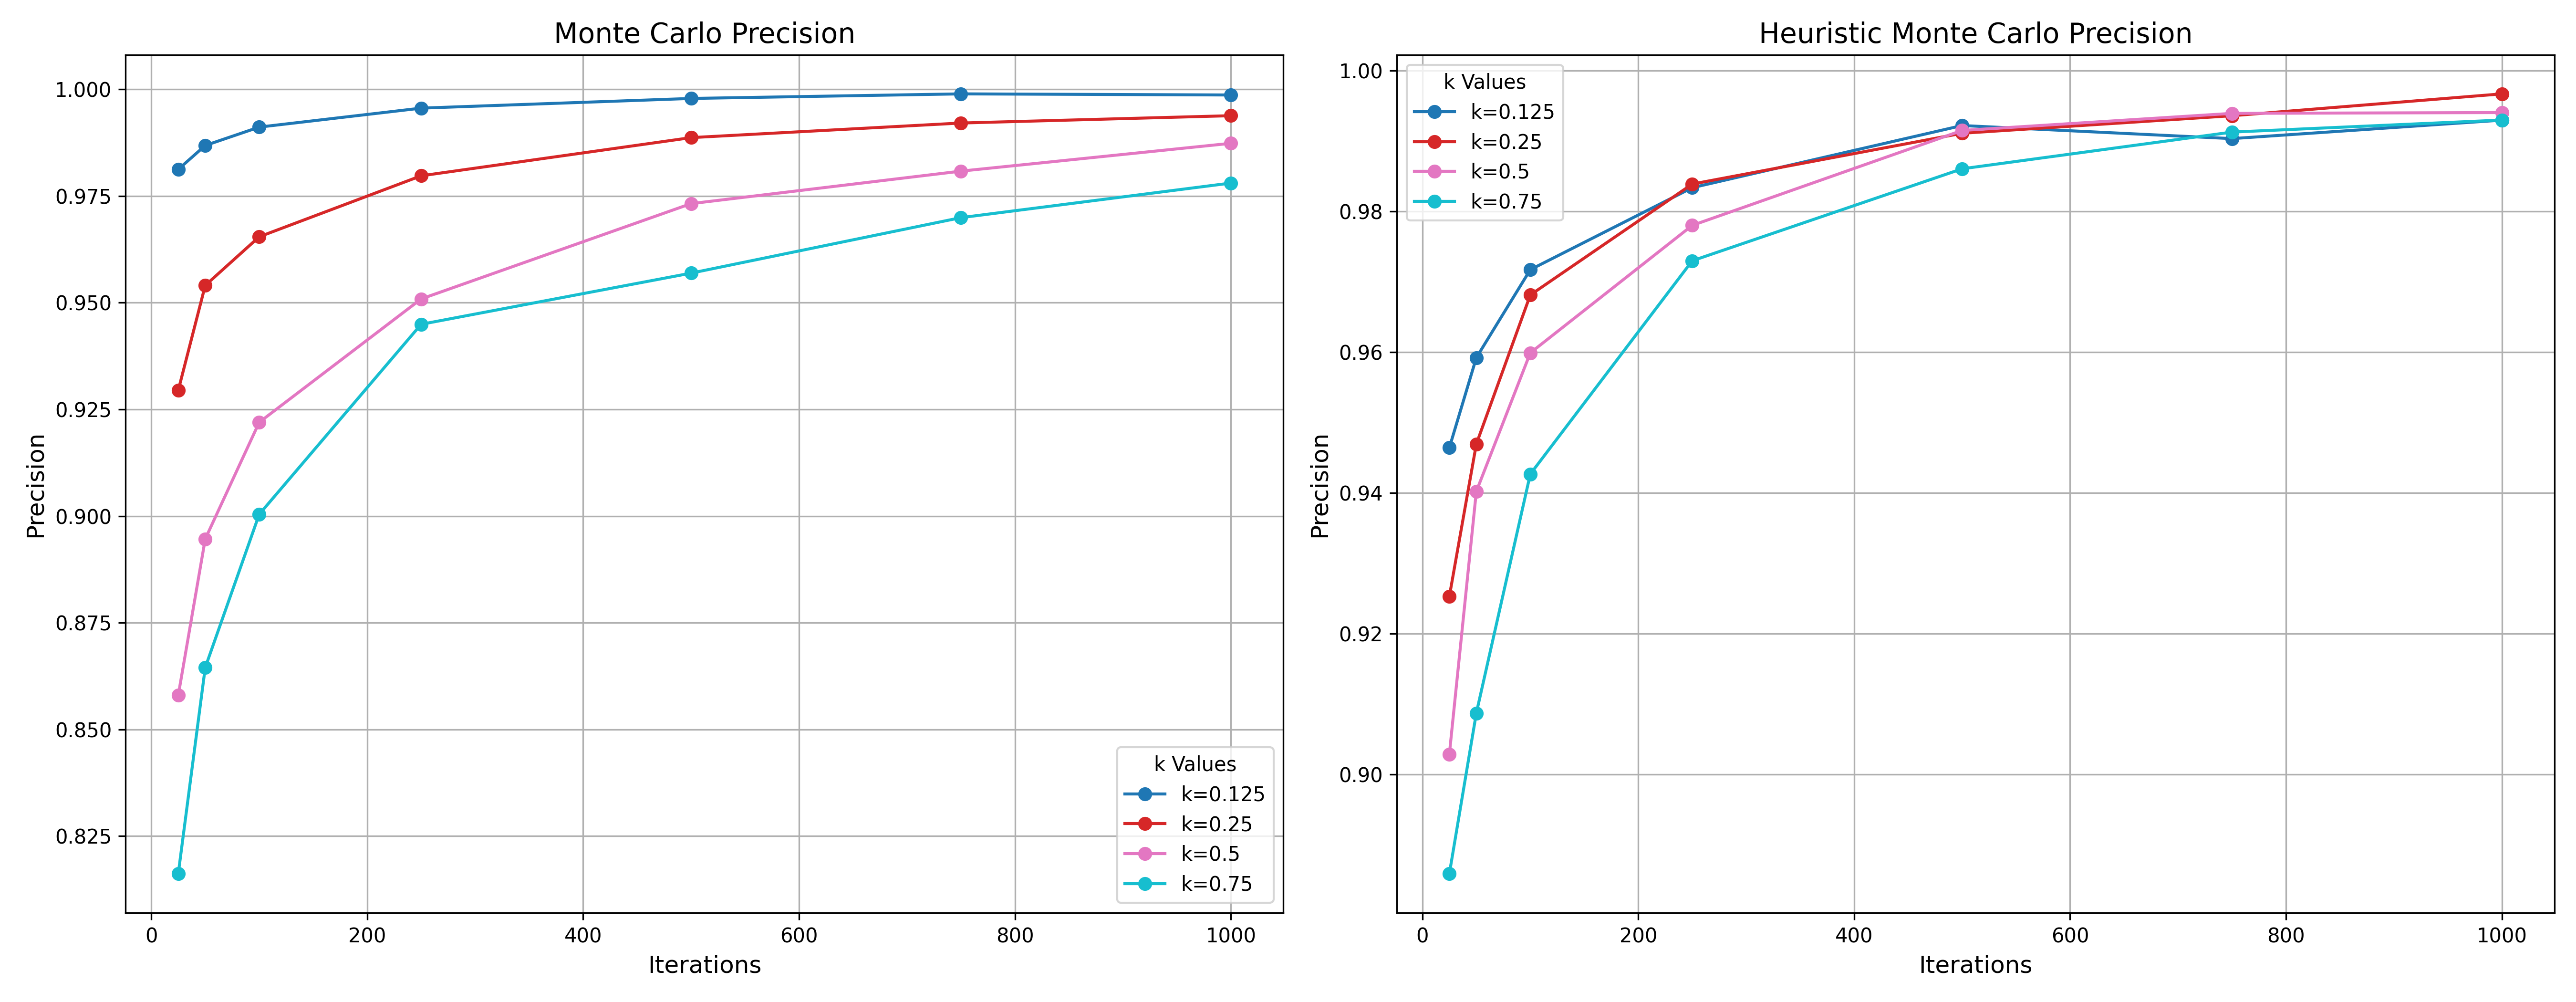 Monte Carlo Precision
1.000
0.975
0.950
0.925
0.900
0.875
0.850
0.825
Precision
0
200
400
600
800
1000
Iterations
k Values
k=0.125
k=0.25
k=0.5
k=0.75
Heuristic Monte Carlo Precision
1.00
0.98
0.96
0.94
0.92
0.90
Precision
0
200
400
600
800
1000
Iterations
k Values
k=0.125
k=0.25
k=0.5
k=0.75